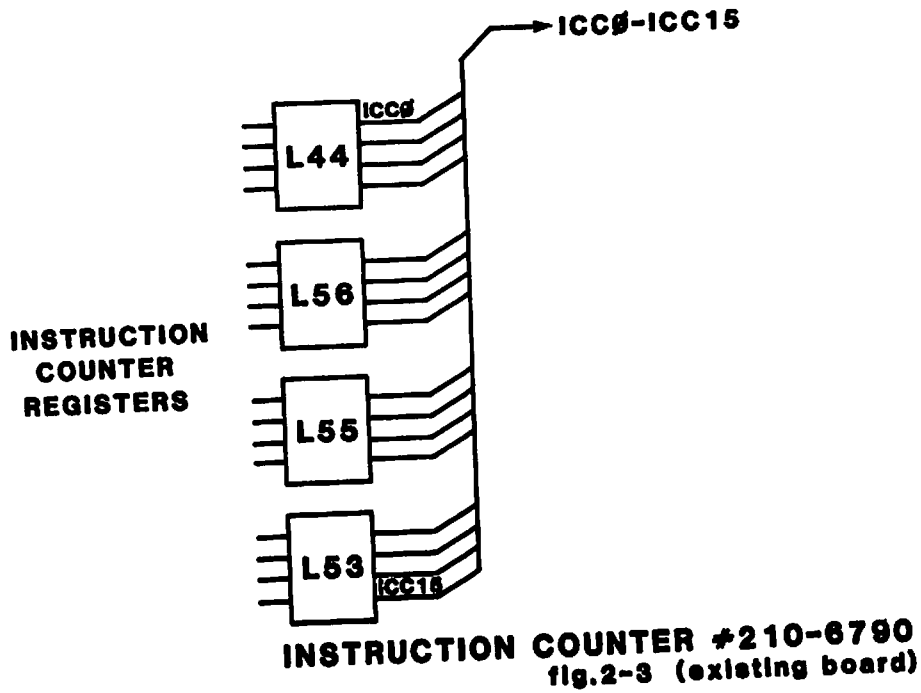 ICCØ-ICC15
ICCØ
L44
L56
INSTRUCTION
COUNTER
REGISTERS
L55
L53
ICC15
INSTRUCTION COUNTER #210-6790
fig.2-3 (existing board)